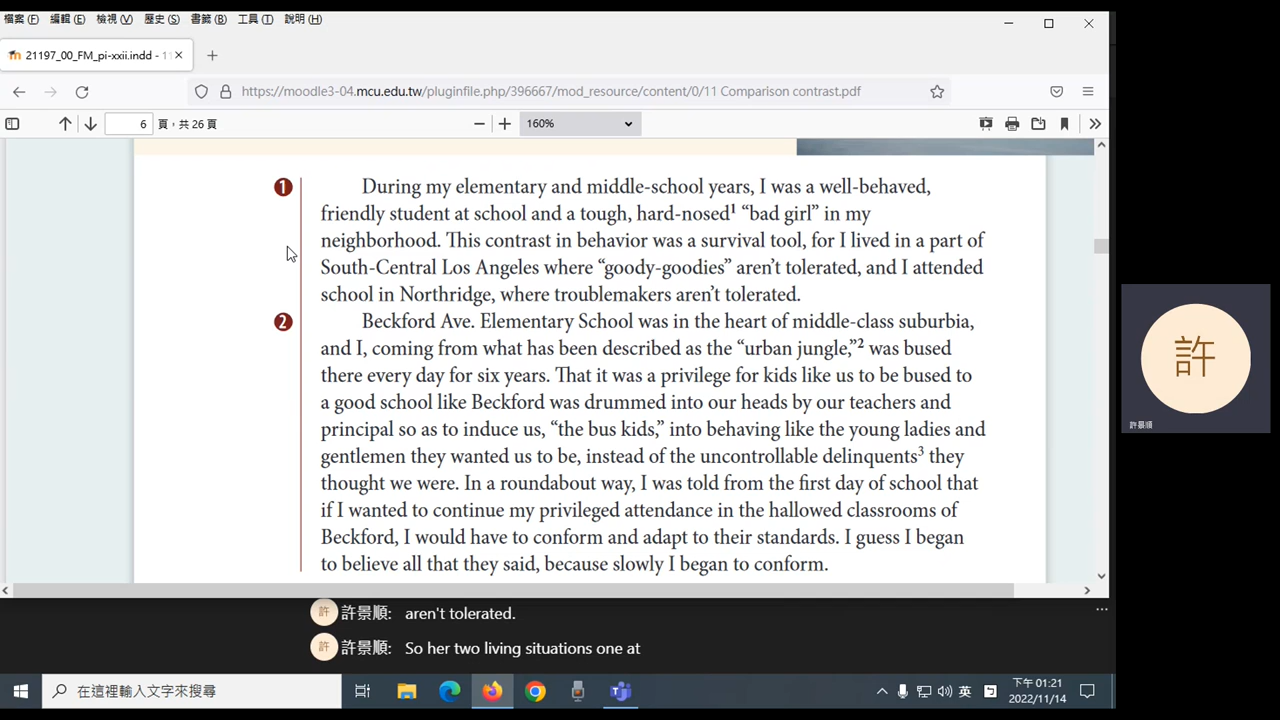 檔案(F) 編輯(E) 檢視(V) 歷史(S) 書籤(B) 工具(T) 說明(H)
21197_00_FM_pi-xxii.indd - 11
https://moodle3-04.mcu.edu.tw/pluginfile.php/396667/mod_resource/content/0/11 Comparison contrast.pdf
6 頁，共 26 頁 160%
1 During my elementary and middle-school years, I was a well-behaved,
friendly student at school and a tough, hard-nosed1 “bad girl” in my
neighborhood. This contrast in behavior was a survival tool, for I lived in a part of
South-Central Los Angeles where “goody-goodies” aren’t tolerated, and I attended
school in Northridge, where troublemakers aren’t tolerated.
2 Beckford Ave. Elementary School was in the heart of middle-class suburbia,
and I, coming from what has been described as the “urban jungle,”2 was bused
there every day for six years. That it was a privilege for kids like us to be bused to
a good school like Beckford was drummed into our heads by our teachers and
principal so as to induce us, “the bus kids,” into behaving like the young ladies and
gentlemen they wanted us to be, instead of the uncontrollable delinquents3 they
thought we were. In a roundabout way, I was told from the first day of school that
if I wanted to continue my privileged attendance in the hallowed classrooms of
Beckford, I would have to conform and adapt to their standards. I guess I began
to believe all that they said, because slowly I began to conform.
許
許景順
許 許景順: aren't tolerated.
許 許景順: So her two living situations one at
在這裡輸入文字來搜尋
英
下午 01:21
2022/11/14